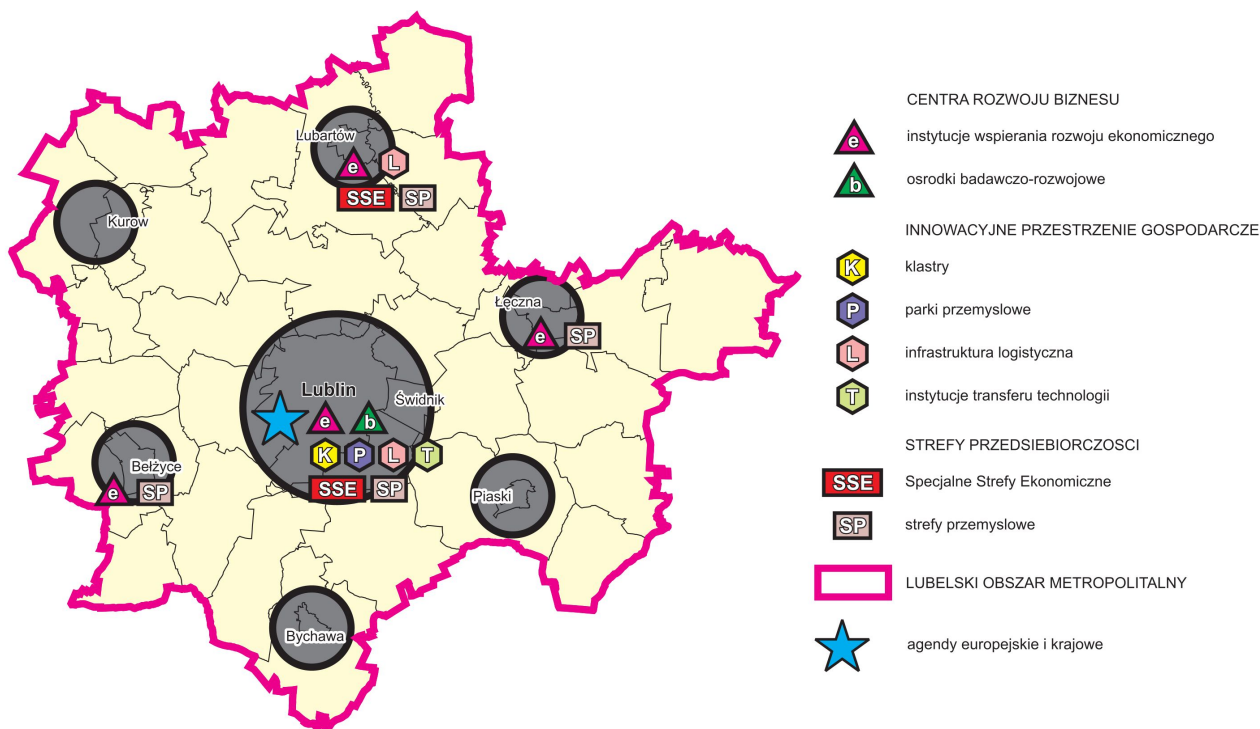 Lubartów
e
L
SSE
SP
Kurow
Łęczna
e
SP
Lublin
Świdnik
e
b
K
P
L
T
SSE
SP
Bełżyce
e
SP
Piaski
Bychawa
CENTRA ROZWOJU BIZNESU
e
instytucje wspierania rozwoju ekonomicznego
b
osrodki badawczo-rozwojowe
INNOWACYJNE PRZESTRZENIE GOSPODARCZE
K
klastry
P
parki przemyslowe
L
infrastruktura logistyczna
T
instytucje transferu technologii
STREFY PRZEDSIEBIORCZOSCI
SSE
Specjalne Strefy Ekonomiczne
SP
strefy przemyslowe
LUBELSKI OBSZAR METROPOLITALNY
agendy europejskie i krajowe